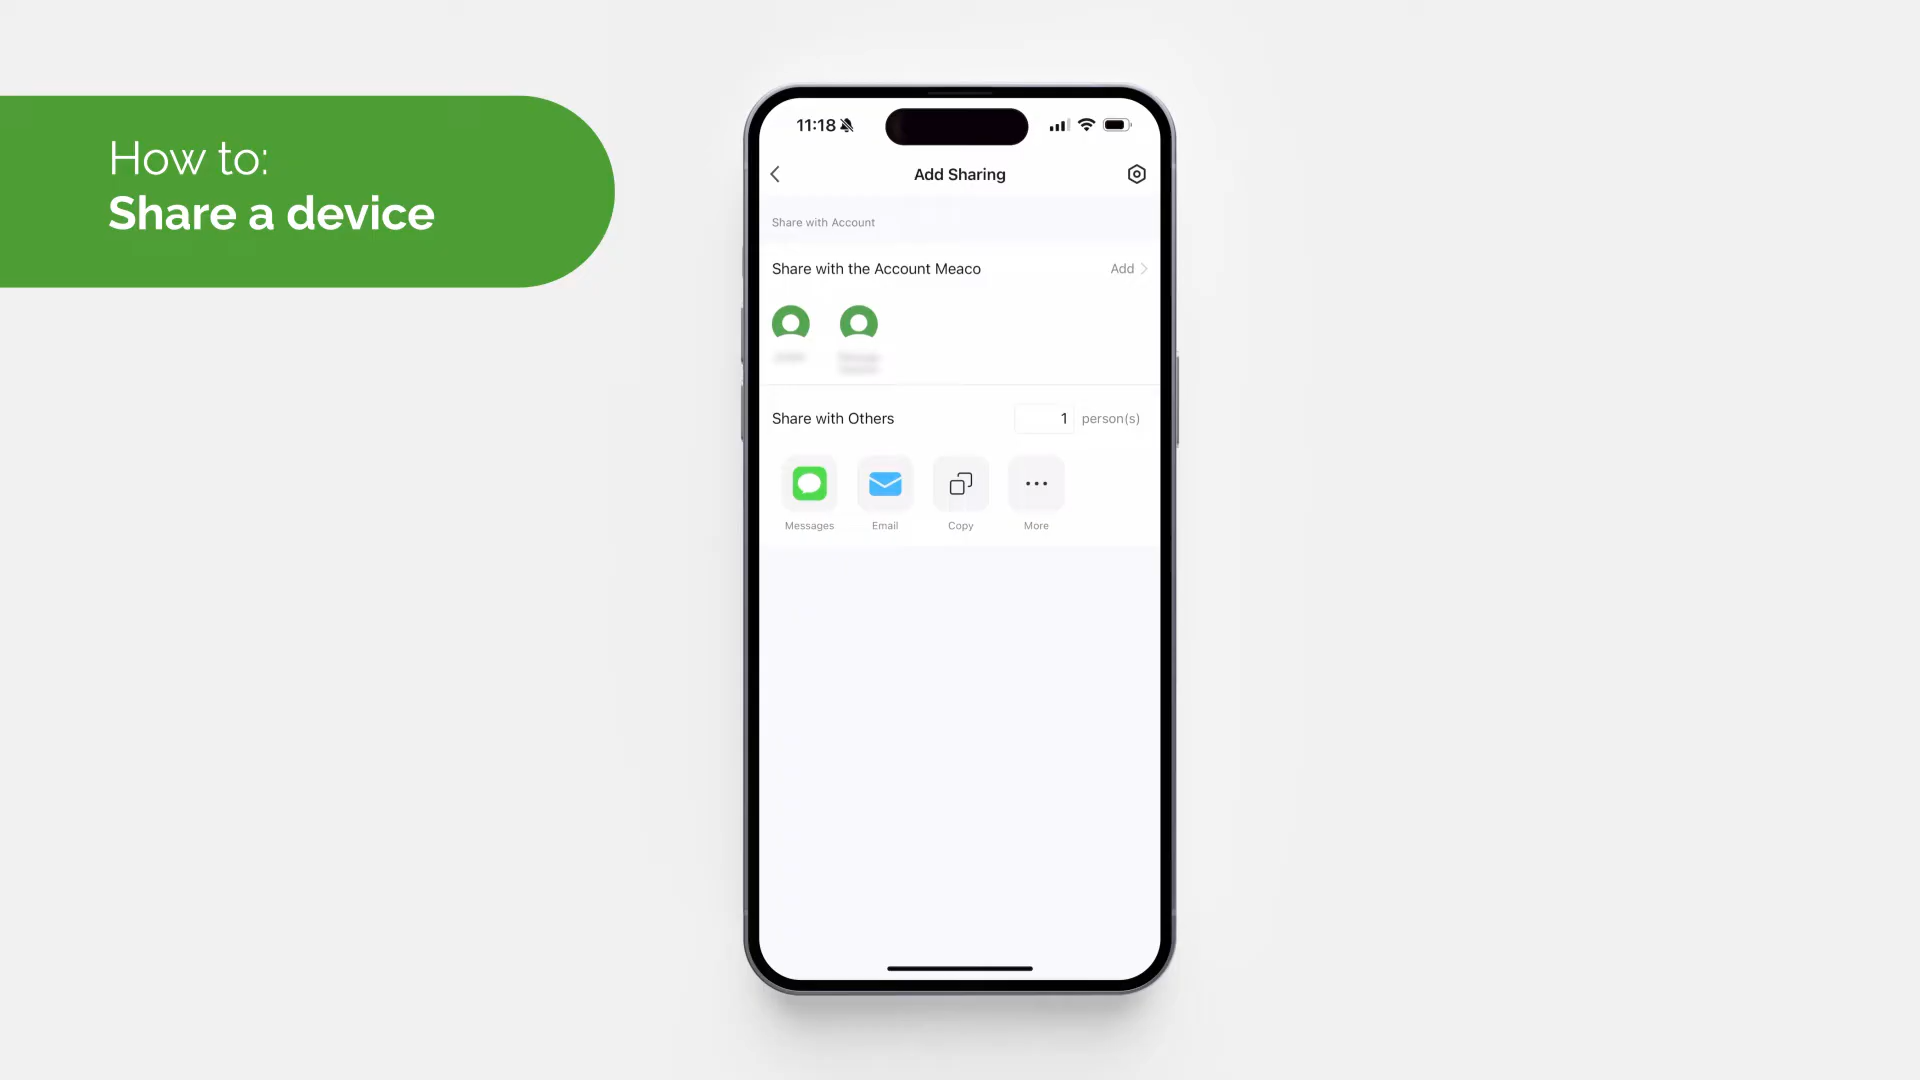 How to:
Share a device
11:18
Add Sharing
Share with Account
Share with the Account Meaco
Add
Share with Others
1 person(s)
Messages
Email
Copy
More